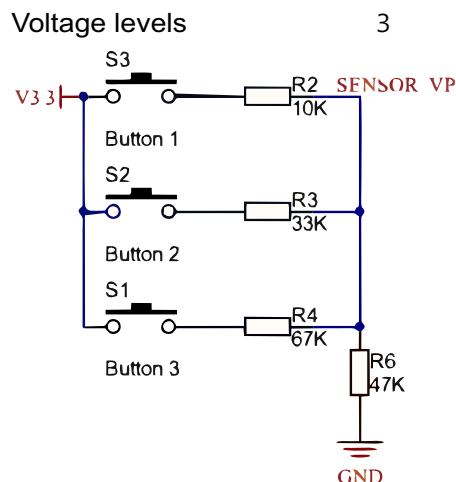 Voltage levels 3
S3
V3 3
R2
SENSOR VP
10K
Button 1
S2
R3
33K
Button 2
S1
R4
67K
Button 3
R6
47K
GND